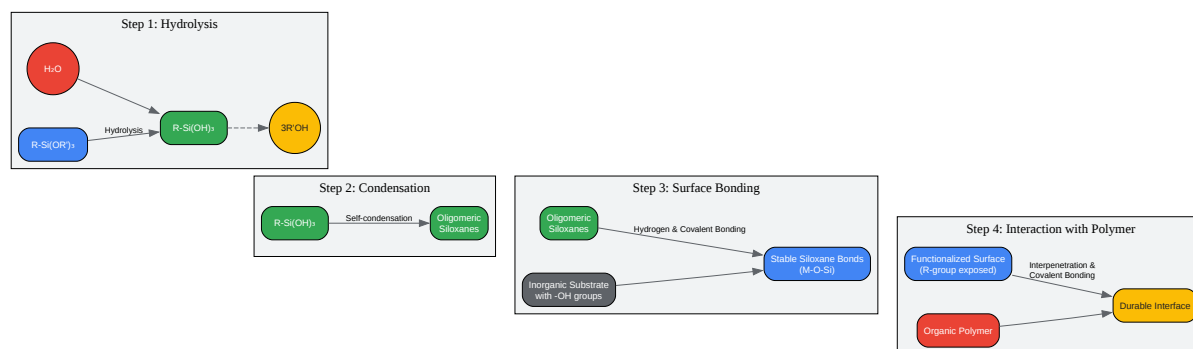 Step 1: Hydrolysis
H₂O
Hydrolysis
R-Si(OR')₃
R-Si(OH)₃
3R'OH
Step 2: Condensation
R-Si(OH)₃
Self-condensation
Oligomeric
Siloxanes
Step 3: Surface Bonding
Oligomeric
Siloxanes
Hydrogen & Covalent Bonding
Inorganic Substrate
with -OH groups
Stable Siloxane Bonds
(M-O-Si)
Step 4: Interaction with Polymer
Functionalized Surface
(R-group exposed)
Interpenetration &
Covalent Bonding
Organic Polymer
Durable Interface